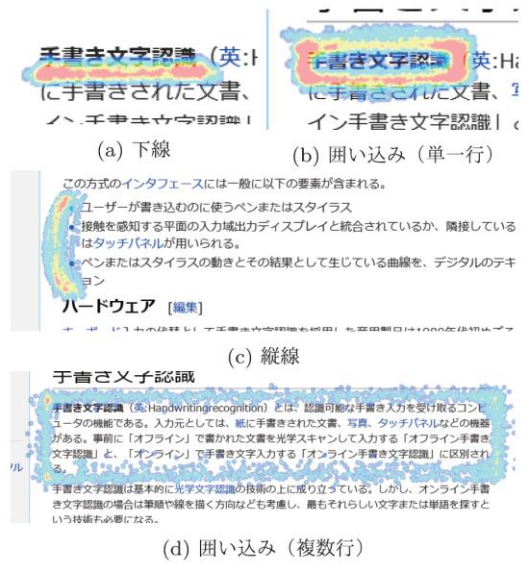 手書き文字認識（英:H
に手書きされた文書、
イン手書き文字認識」
(a) 下線
手書き文字認識（英:Ha
に手書きされた文書、写
イン手書き文字認識」の
(b) 囲い込み（単一行）
この方式のインタフェースには一般に以下の要素が含まれる。
ユーザーが書き込むのに使うペンまたはスタイラス
接触を感知する平面の入力域出力ディスプレイと統合されているか、隣接している
はタッチパネルが用いられる。
ペンまたはスタイラスの動きとその結果として生じている曲線を、デジタルのテキ
ョン
ハードウェア [編集]
(c) 縦線
手書き文字認識
手書き文字認識（英:Handwritingrecognition）とは、認識可能な手書き入力を受け取るコンピ
ュータの機能である。入力元としては、紙に手書きされた文書、写真、タッチパネルなどの機器
がある。事前に「オフライン」で書かれた文書を光学スキャンして入力する「オフライン手書き
文字認識」と、「オンライン」で手書き文字入力する「オンライン手書き文字認識」に区別され
る。
手書き文字認識は基本的に光学文字認識の技術の上に成り立っている。しかし、オンライン手書
き文字認識の場合は筆順や線を描く方向なども考慮し、最もそれらしい文字または単語を探すと
いう技術も必要になる。
(d) 囲い込み（複数行）